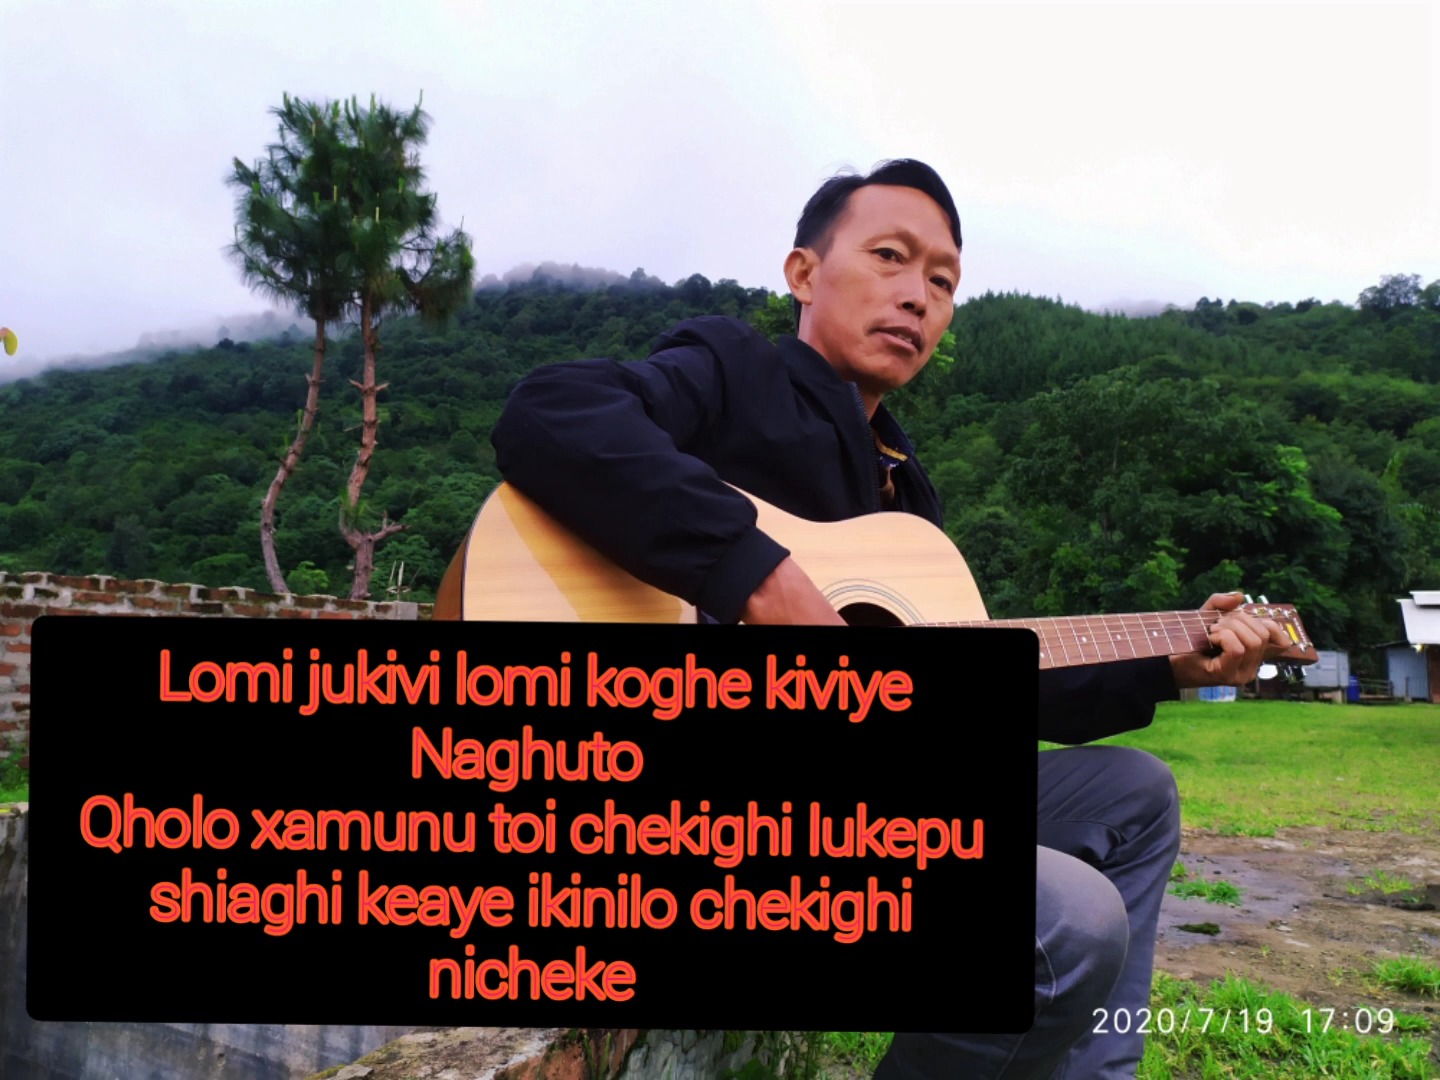 Lomi jukivi lomi koghe kiviye
Naghuto
Qholo xamunu toi chekighi lukepu
shiaghi keaye ikinilo chekighi
nicheke
2020/7/19 17:09